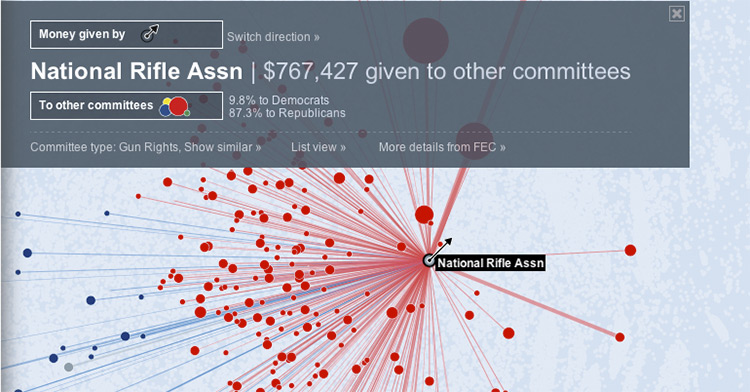 Money given by
Switch direction »
National Rifle Assn | $767,427 given to other committees
To other committees
9.8% to Democrats
87.3% to Republicans
Committee type: Gun Rights, Show similar » List view » More details from FEC »
National Rifle Assn